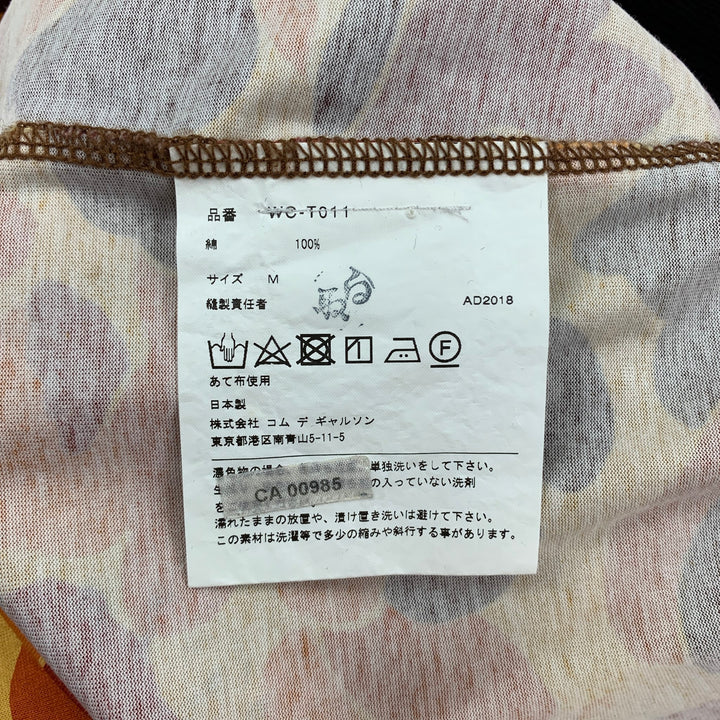 品番 WC-T011
綿 100%
サイズ M
縫製責任者 AD2018
F
あて布使用
日本製
株式会社 コム デ ギャルソン
東京都港区南青山5-11-5
濃色物の場合 単独洗いをして下さい。
の入っていない洗剤
を
CA 00985
濡れたままの放置や、漬け置き洗いは避けて下さい。
この素材は洗濯等で多少の縮みや斜行する事があります。